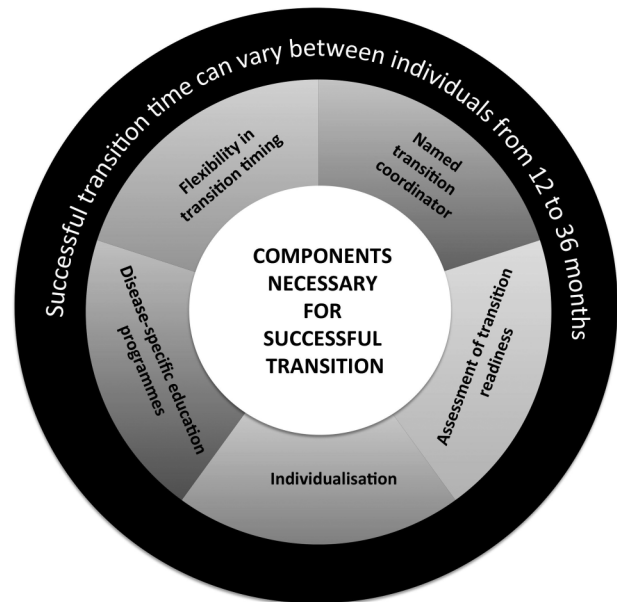 Successful transition time can vary between individuals from 12 to 36 months
Flexibility in
transition timing
Named
transition
coordinator
Assessment of transition
readiness
Individualisation
Disease-specific education
programmes
COMPONENTS
NECESSARY
FOR
SUCCESSFUL
TRANSITION